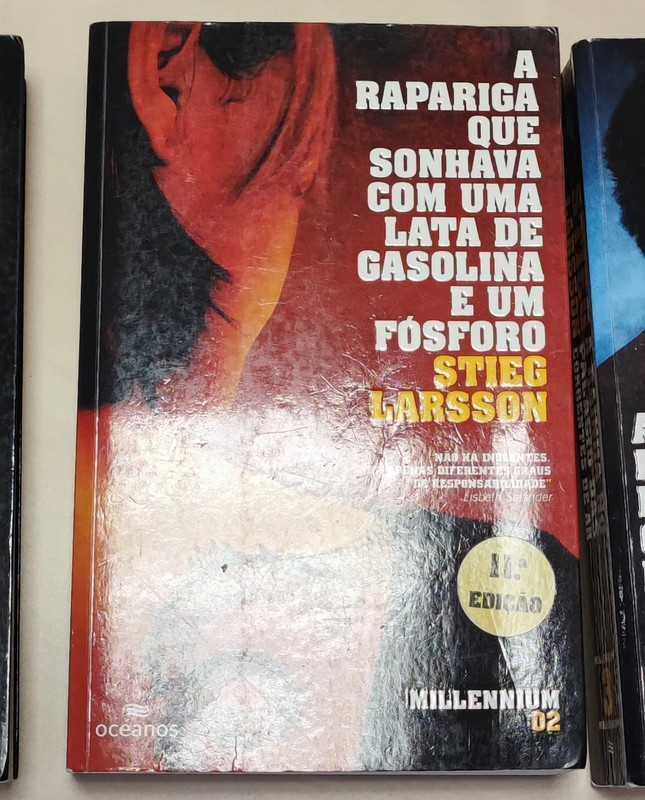 A
RAPARIGA
QUE
SONHAVA
COM UMA
LATA DE
GASOLINA
E UM
FÓSFORO
STIEG
LARSSON
"NÃO HÁ INOCENTES.
APENAS DIFERENTES GRAUS
DE RESPONSABILIDADE"
Lisbeth Salander
11.ª
EDIÇÃO
MILLENNIUM
02
oceanos